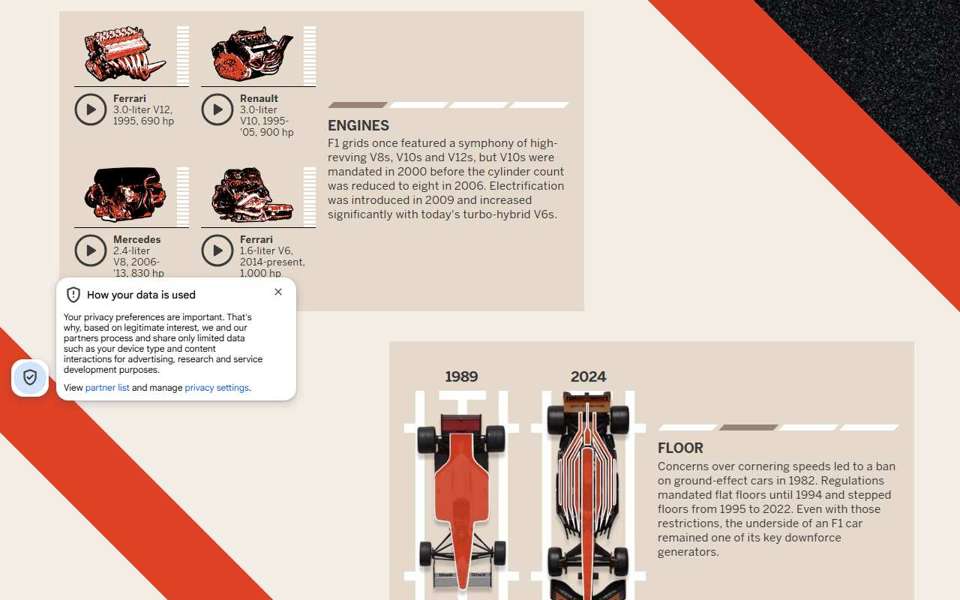 Ferrari
3.0-liter V12,
1995, 690 hp
Renault
3.0-liter
V10, 1995-
'05, 900 hp
Mercedes
2.4-liter
V8, 2006-
'13, 830 hp
Ferrari
1.6-liter V6,
2014-present,
1,000 hp
ENGINES
F1 grids once featured a symphony of high-
revving V8s, V10s and V12s, but V10s were
mandated in 2000 before the cylinder count
was reduced to eight in 2006. Electrification
was introduced in 2009 and increased
significantly with today's turbo-hybrid V6s.
How your data is used
Your privacy preferences are important. That's
why, based on legitimate interest, we and our
partners process and share only limited data
such as your device type and content
interactions for advertising, research and service
development purposes.
View partner list and manage privacy settings.
1989
2024
FLOOR
Concerns over cornering speeds led to a ban
on ground-effect cars in 1982. Regulations
mandated flat floors until 1994 and stepped
floors from 1995 to 2022. Even with those
restrictions, the underside of an F1 car
remained one of its key downforce
generators.